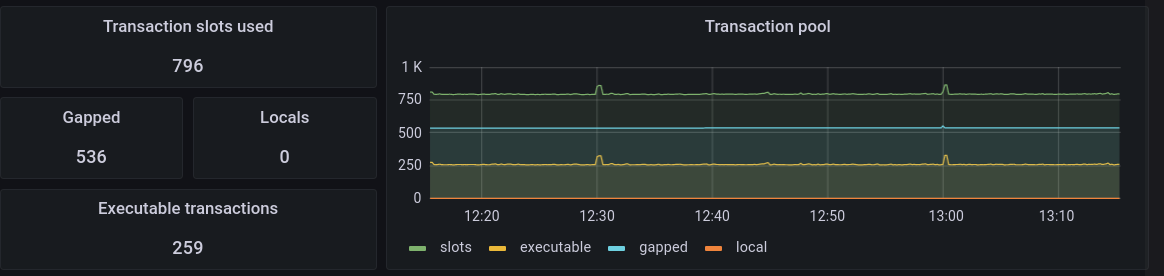 Transaction slots used
796
Gapped
536
Locals
0
Executable transactions
259
Transaction pool
1 K
750
500
250
0
12:20 12:30 12:40 12:50 13:00 13:10
slots executable gapped local